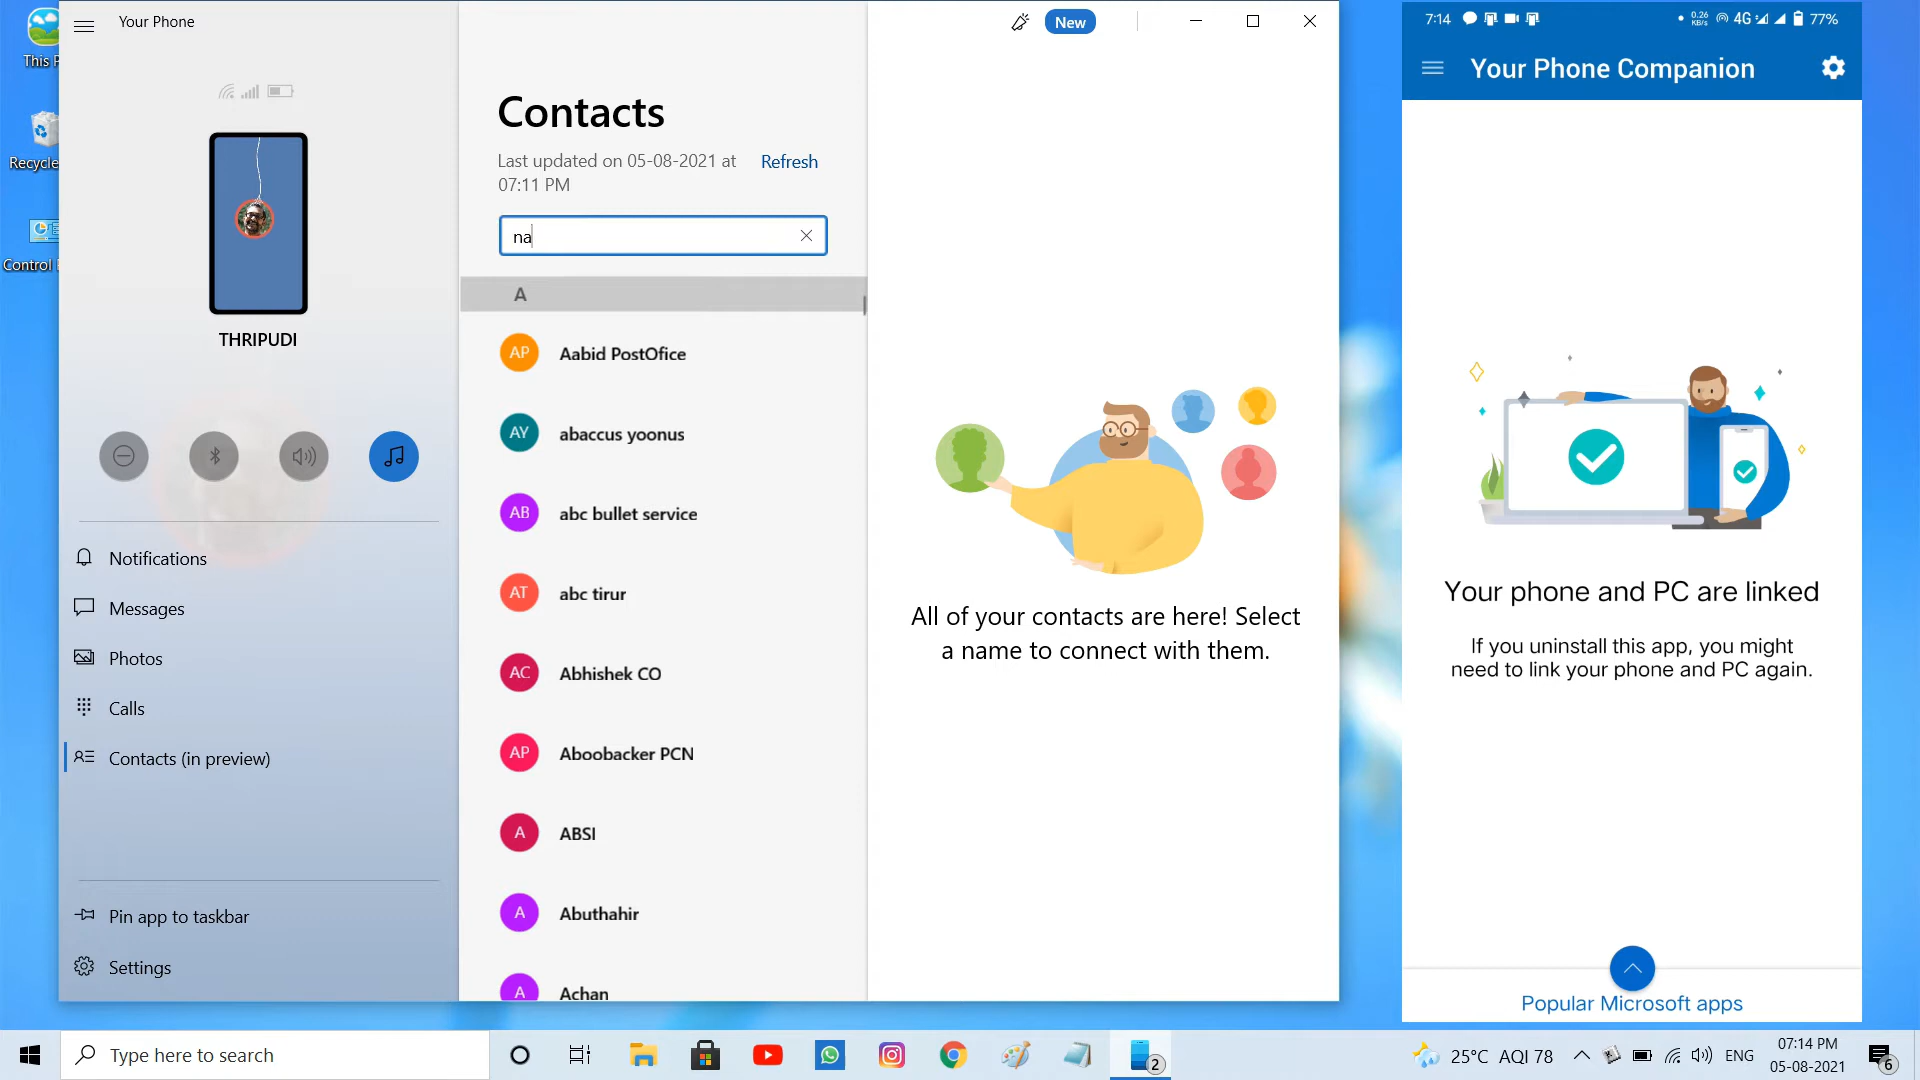 This P
Recycle
Control
Your Phone
THRIPUDI
Notifications
Messages
Photos
Calls
Contacts (in preview)
Pin app to taskbar
Settings
New
Contacts
Last updated on 05-08-2021 at
07:11 PM
Refresh
na
A
AP Aabid PostOfice
AY abaccus yoonus
AB abc bullet service
AT abc tirur
AC Abhishek CO
AP Aboobacker PCN
A ABSI
A Abuthahir
A Achan
All of your contacts are here! Select
a name to connect with them.
7:14 0.26 KB/s 4G 77%
Your Phone Companion
Your phone and PC are linked
If you uninstall this app, you might
need to link your phone and PC again.
Popular Microsoft apps
Type here to search
2
25°C AQI 78
ENG
07:14 PM
05-08-2021
6